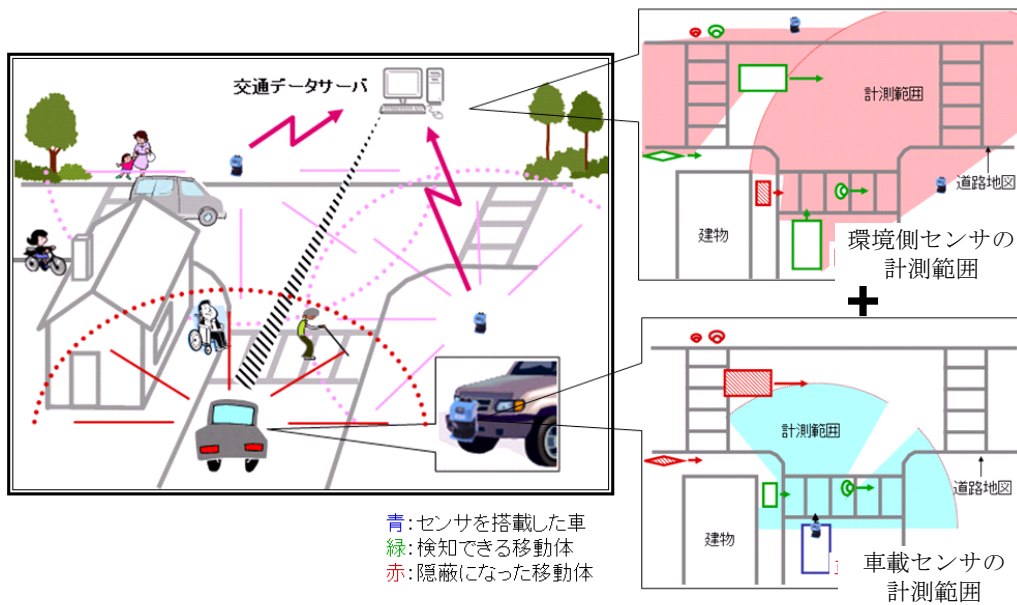 交通データサーバ
計測範囲
道路地図
建物
環境側センサの
計測範囲
+
計測範囲
道路地図
建物
車載センサの
計測範囲
青:センサを搭載した車
緑:検知できる移動体
赤:隠蔽になった移動体